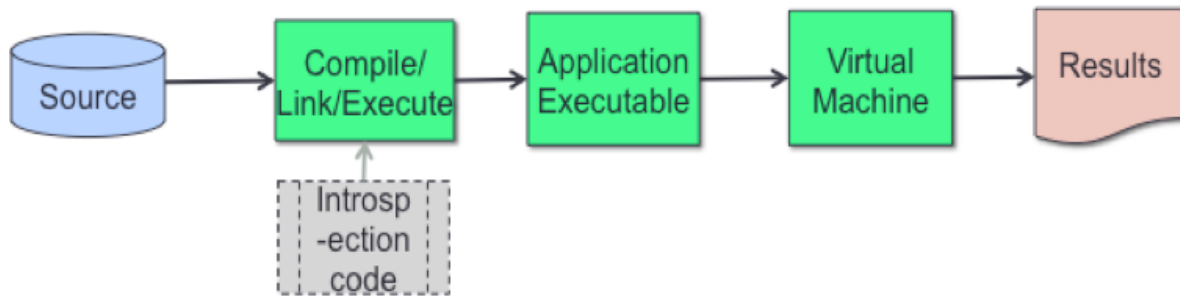 Source
Compile/
Link/Execute
Application
Executable
Virtual
Machine
Results
Introsp
-ection
code